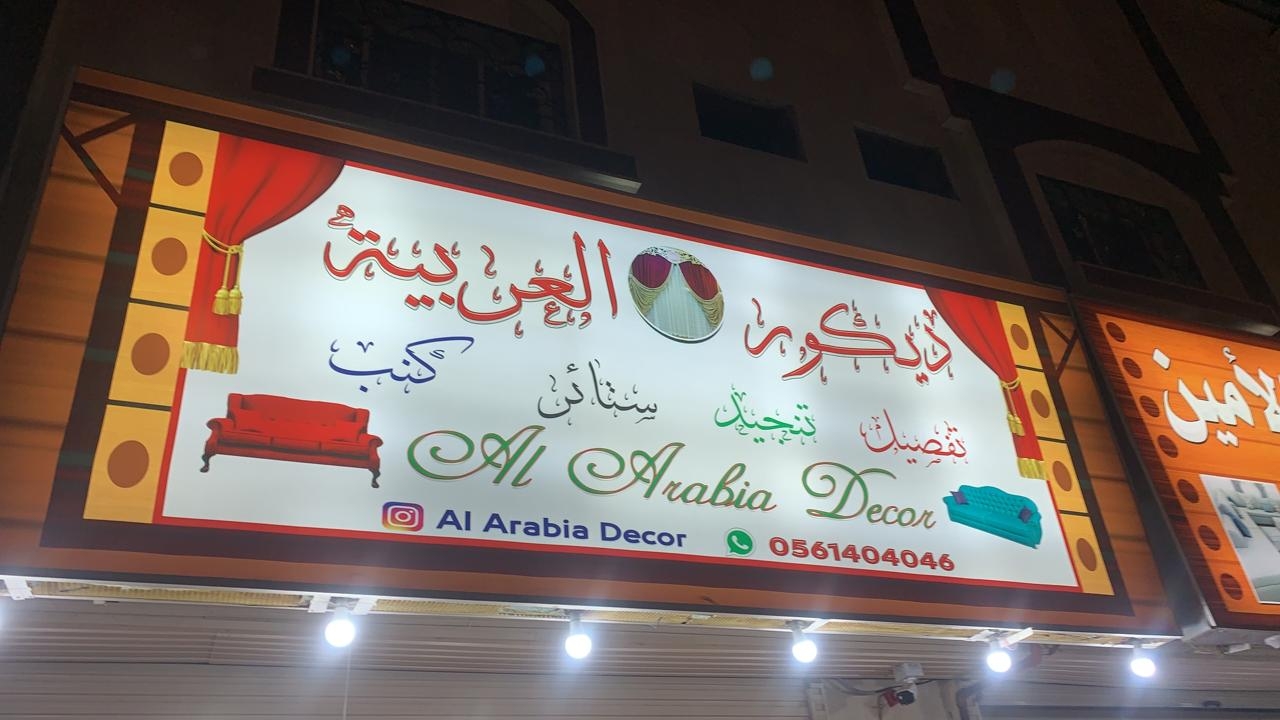 ديكور العربية
تفصيل تنجيد ستائر كنب
Al Arabia Decor
Al Arabia Decor 0561404046
الأمين